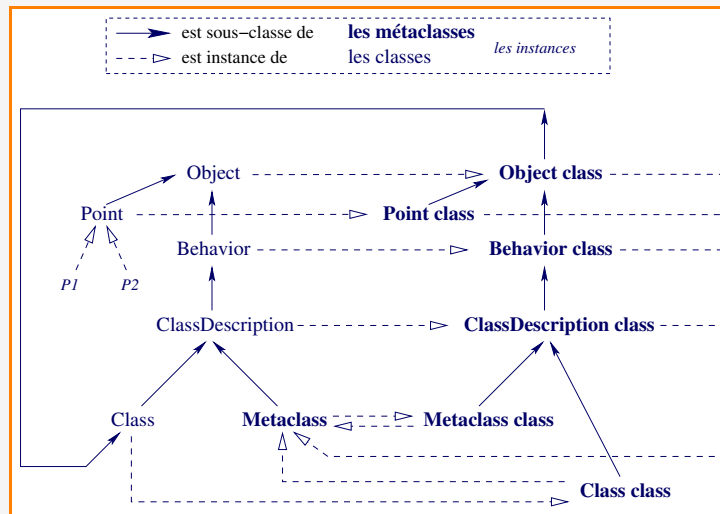 est sous−classe de les métaclasses
est instance de les classes les instances
Object Object class
Point Point class
Behavior Behavior class
P1 P2
ClassDescription ClassDescription class
Class Metaclass Metaclass class
Class class